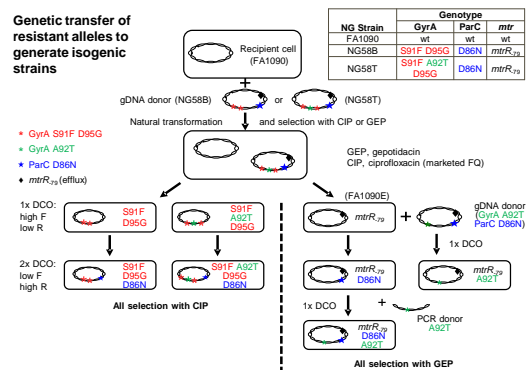 Genetic transfer of
resistant alleles to
generate isogenic
strains
Recipient cell
(FA1090)
Genotype
NG Strain GyrA ParC mtr
FA1090 wt wt wt
NG58B S91F D95G D86N mtrR-79
NG58T S91F A92T D95G D86N mtrR-79
+
gDNA donor (NG58B) or (NG58T)
Natural transformation and selection with CIP or GEP
GEP, gepotidacin
CIP, ciprofloxacin (marketed FQ)
★ GyrA S91F D95G
★ GyrA A92T
★ ParC D86N
♦ mtrR-79 (efflux)
1x DCO:
high F
low R
S91F
D95G
S91F
A92T
D95G
2x DCO:
low F
high R
S91F
D95G
D86N
S91F A92T
D95G
D86N
All selection with CIP
(FA1090E)
mtrR-79
+
gDNA donor
(GyrA A92T
ParC D86N)
1x DCO
mtrR-79
D86N
mtrR-79
A92T
1x DCO
+
PCR donor
A92T
mtrR-79
D86N
A92T
All selection with GEP